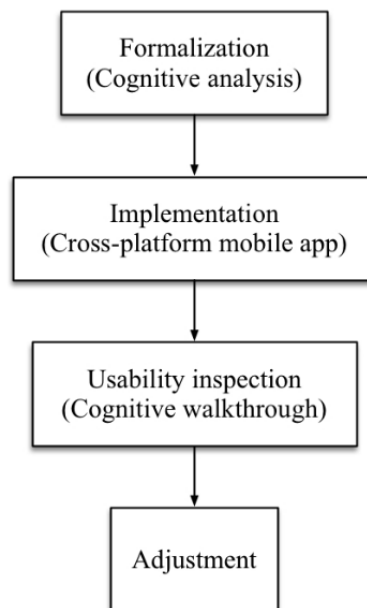 Formalization
(Cognitive analysis)
Implementation
(Cross-platform mobile app)
Usability inspection
(Cognitive walkthrough)
Adjustment